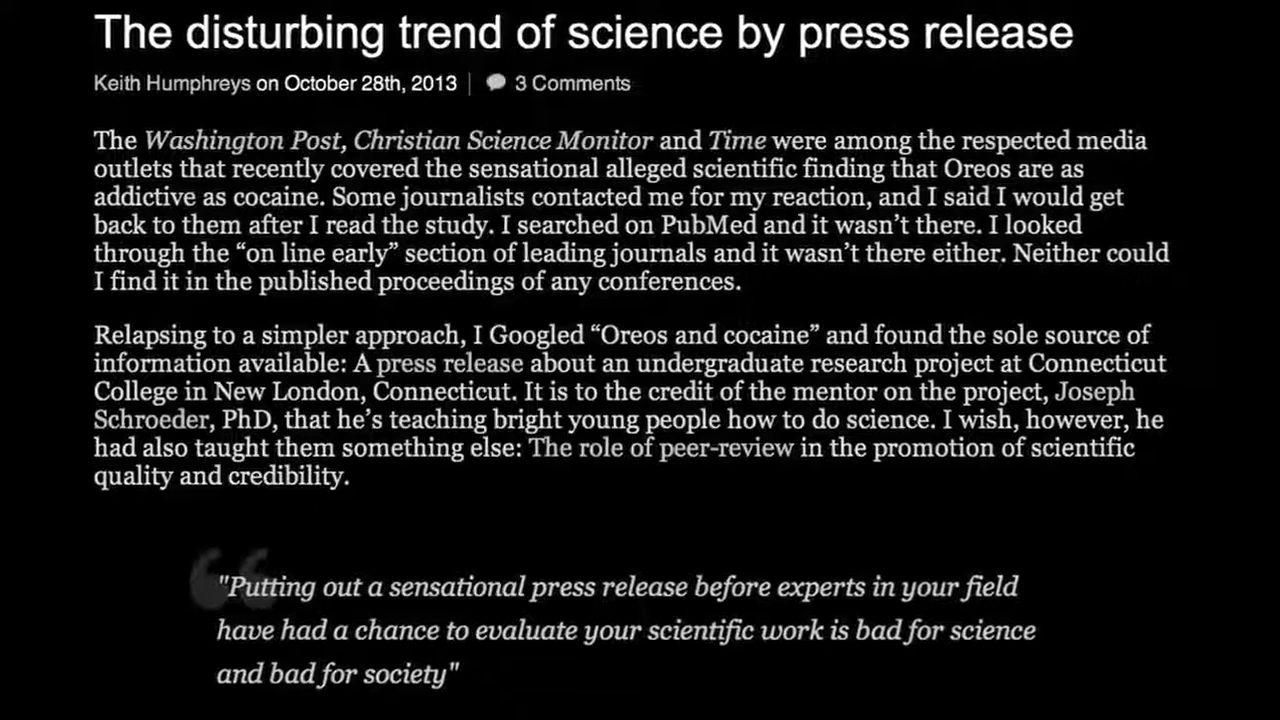 The disturbing trend of science by press release
Keith Humphreys on October 28th, 2013 | 3 Comments
The Washington Post, Christian Science Monitor and Time were among the respected media
outlets that recently covered the sensational alleged scientific finding that Oreos are as
addictive as cocaine. Some journalists contacted me for my reaction, and I said I would get
back to them after I read the study. I searched on PubMed and it wasn’t there. I looked
through the “on line early” section of leading journals and it wasn’t there either. Neither could
I find it in the published proceedings of any conferences.
Relapsing to a simpler approach, I Googled “Oreos and cocaine” and found the sole source of
information available: A press release about an undergraduate research project at Connecticut
College in New London, Connecticut. It is to the credit of the mentor on the project, Joseph
Schroeder, PhD, that he’s teaching bright young people how to do science. I wish, however, he
had also taught them something else: The role of peer-review in the promotion of scientific
quality and credibility.
"Putting out a sensational press release before experts in your field
have had a chance to evaluate your scientific work is bad for science
and bad for society"